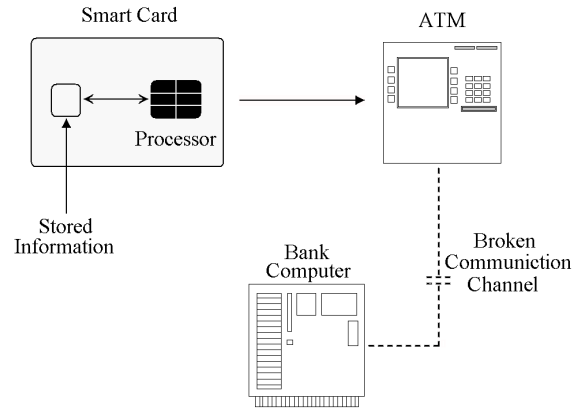 Smart Card
ATM
Processor
Stored
Information
Bank
Computer
Broken
Communiction
Channel